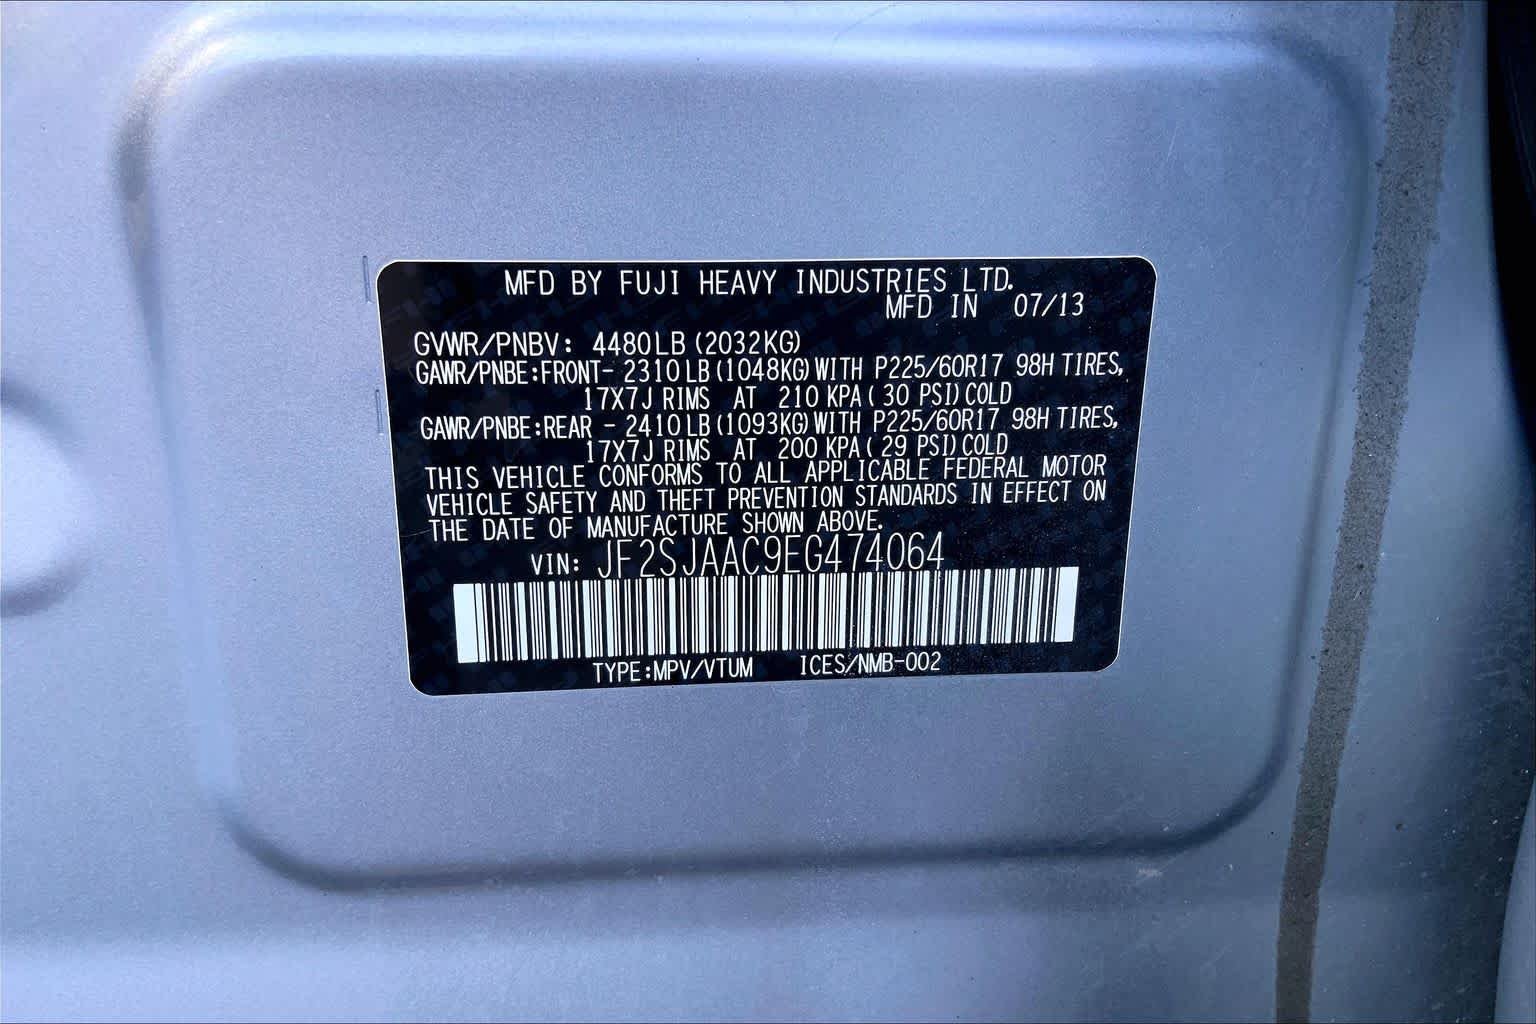 MFD BY FUJI HEAVY INDUSTRIES LTD.
MFD IN 07/13
GVWR/PNBV: 4480LB (2032KG)
GAWR/PNBE:FRONT- 2310LB (1048KG) WITH P225/60R17 98H TIRES,
17X7J RIMS AT 210 KPA ( 30 PSI) COLD
GAWR/PNBE:REAR - 2410LB (1093KG) WITH P225/60R17 98H TIRES,
17X7J RIMS AT 200 KPA ( 29 PSI) COLD
THIS VEHICLE CONFORMS TO ALL APPLICABLE FEDERAL MOTOR
VEHICLE SAFETY AND THEFT PREVENTION STANDARDS IN EFFECT ON
THE DATE OF MANUFACTURE SHOWN ABOVE.
VIN: JF2SJAAC9EG474064
TYPE:MPV/VTUM ICES/NMB-002